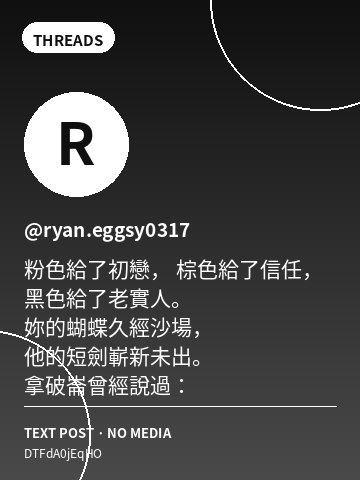 THREADS
R
@ryan.eggsy0317
粉色給了初戀， 棕色給了信任，
黑色給了老實人。
妳的蝴蝶久經沙場，
他的短劍嶄新未出。
拿破崙曾經說過：
TEXT POST · NO MEDIA
DTFdA0jEqHO